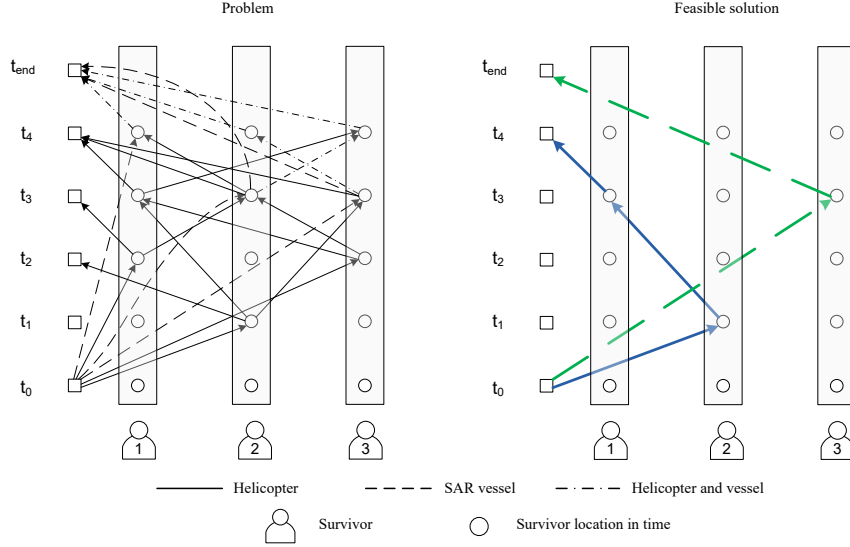 Problem
Feasible solution
tend
tend
t4
t4
t3
t3
t2
t2
t1
t1
t0
t0
1
2
3
1
2
3
Helicopter
SAR vessel
Helicopter and vessel
Survivor
Survivor location in time